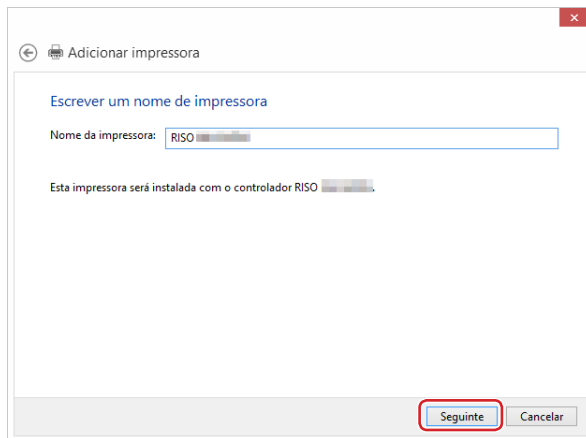 Adicionar impressora
Escrever um nome de impressora
Nome da impressora: RISO
Esta impressora será instalada com o controlador RISO .
Seguinte Cancelar